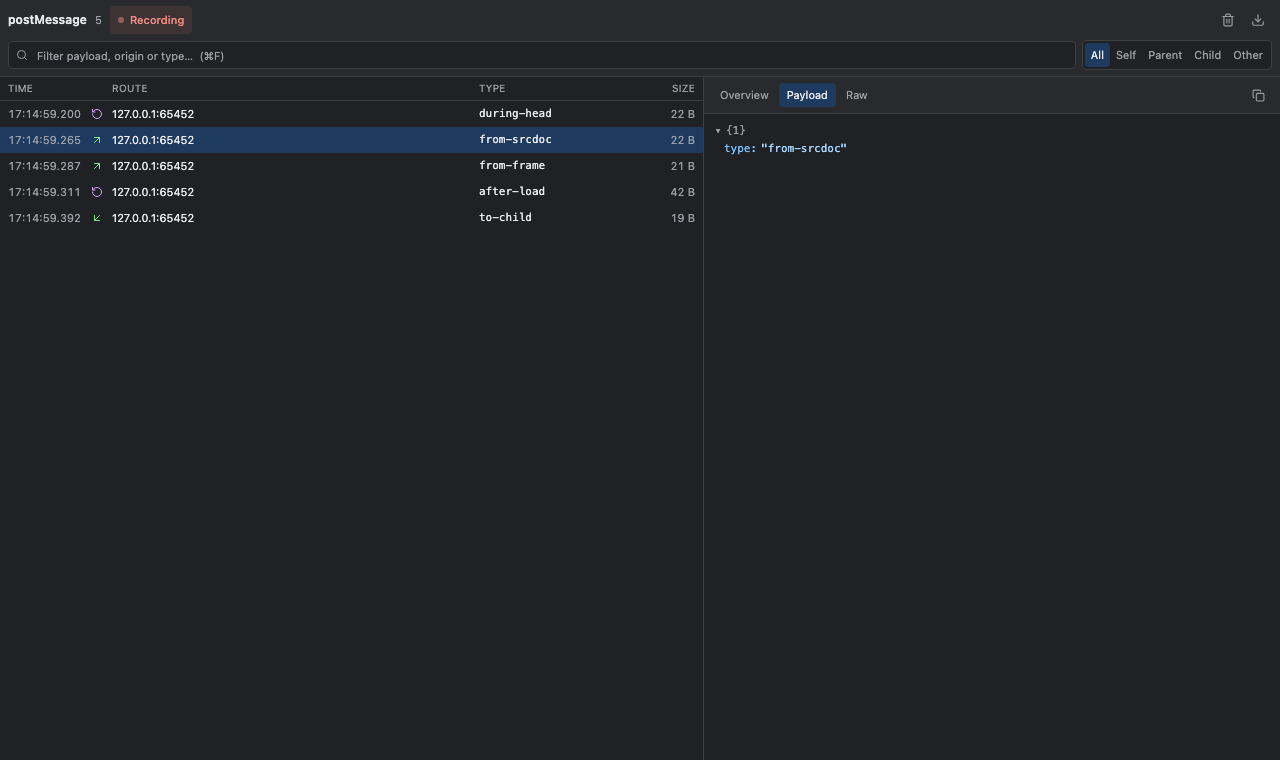 postMessage 5 Recording
Filter payload, origin or type... (⌘F) All Self Parent Child Other
TIME ROUTE TYPE SIZE
17:14:59.200 127.0.0.1:65452 during-head 22 B
17:14:59.265 127.0.0.1:65452 from-srcdoc 22 B
17:14:59.287 127.0.0.1:65452 from-frame 21 B
17:14:59.311 127.0.0.1:65452 after-load 42 B
17:14:59.392 127.0.0.1:65452 to-child 19 B
Overview Payload Raw
{1}
type: "from-srcdoc"